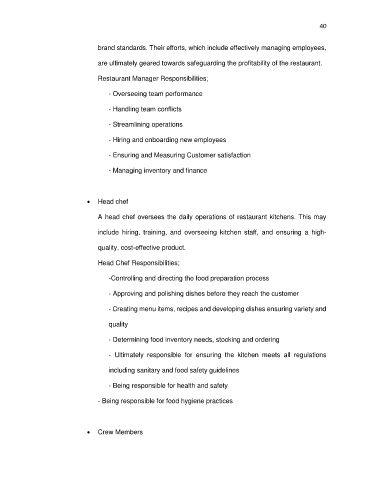 40
brand standards. Their efforts, which include effectively managing employees,
are ultimately geared towards safeguarding the profitability of the restaurant.
Restaurant Manager Responsibilities;
- Overseeing team performance
- Handling team conflicts
- Streamlining operations
- Hiring and onboarding new employees
- Ensuring and Measuring Customer satisfaction
- Managing inventory and finance
• Head chef
A head chef oversees the daily operations of restaurant kitchens. This may
include hiring, training, and overseeing kitchen staff, and ensuring a high-
quality, cost-effective product.
Head Chef Responsibilities;
-Controlling and directing the food preparation process
- Approving and polishing dishes before they reach the customer
- Creating menu items, recipes and developing dishes ensuring variety and
quality
- Determining food inventory needs, stocking and ordering
- Ultimately responsible for ensuring the kitchen meets all regulations
including sanitary and food safety guidelines
- Being responsible for health and safety
- Being responsible for food hygiene practices
• Crew Members